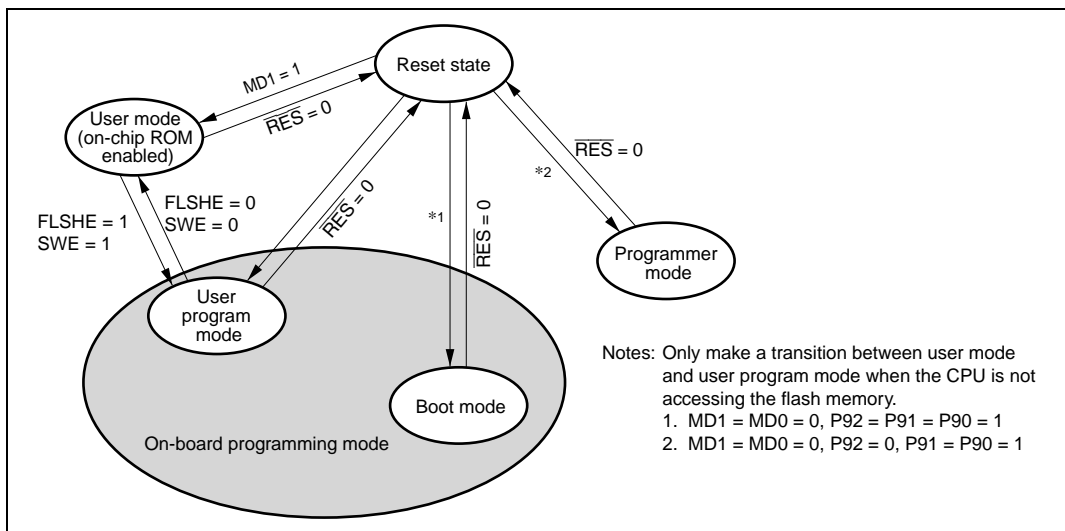 Reset state
MD1 = 1
RES = 0
User mode
(on-chip ROM
enabled)
RES = 0
*2
FLSHE = 0
SWE = 0
FLSHE = 1
SWE = 1
RES = 0
*1
RES = 0
Programmer
mode
User
program
mode
Boot mode
On-board programming mode
Notes: Only make a transition between user mode
and user program mode when the CPU is not
accessing the flash memory.
1. MD1 = MD0 = 0, P92 = P91 = P90 = 1
2. MD1 = MD0 = 0, P92 = 0, P91 = P90 = 1